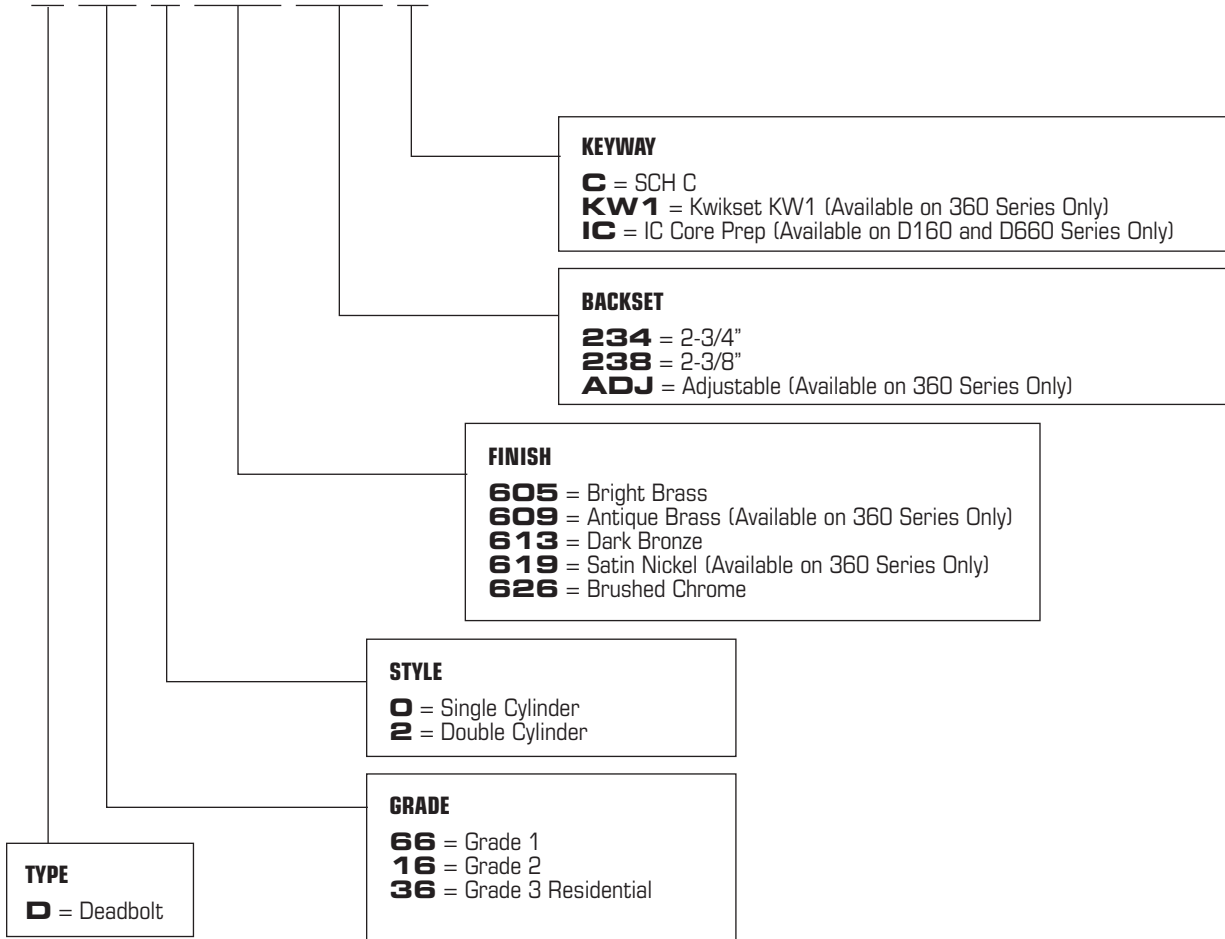 KEYWAY
C = SCH C
KW1 = Kwikset KW1 (Available on 360 Series Only)
IC = IC Core Prep (Available on D160 and D660 Series Only)
BACKSET
234 = 2-3/4”
238 = 2-3/8”
ADJ = Adjustable (Available on 360 Series Only)
FINISH
605 = Bright Brass
609 = Antique Brass (Available on 360 Series Only)
613 = Dark Bronze
619 = Satin Nickel (Available on 360 Series Only)
626 = Brushed Chrome
STYLE
0 = Single Cylinder
2 = Double Cylinder
GRADE
66 = Grade 1
16 = Grade 2
36 = Grade 3 Residential
TYPE
D = Deadbolt